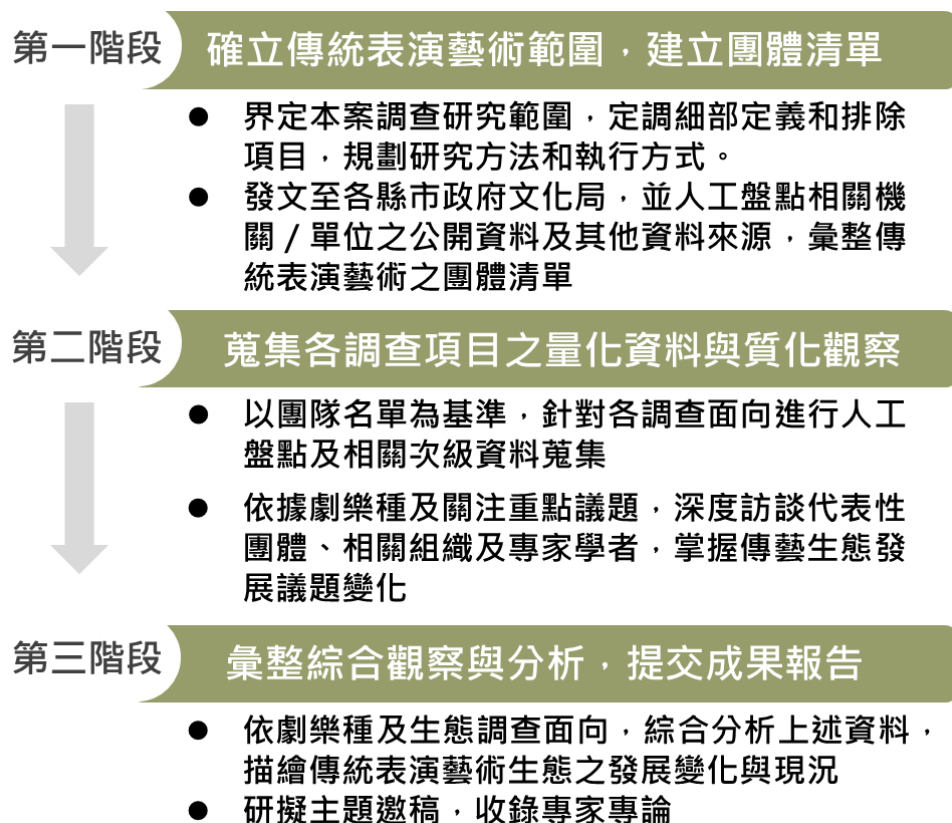 第一階段
確立傳統表演藝術範圍，建立團體清單
● 界定本案調查研究範圍，定調細部定義和排除
項目，規劃研究方法和執行方式。
● 發文至各縣市政府文化局，並人工盤點相關機
關／單位之公開資料及其他資料來源，彙整傳
統表演藝術之團體清單
第二階段
蒐集各調查項目之量化資料與質化觀察
● 以團隊名單為基準，針對各調查面向進行人工
盤點及相關次級資料蒐集
● 依據劇樂種及關注重點議題，深度訪談代表性
團體、相關組織及專家學者，掌握傳藝生態發
展議題變化
第三階段
彙整綜合觀察與分析，提交成果報告
● 依劇樂種及生態調查面向，綜合分析上述資料，
描繪傳統表演藝術生態之發展變化與現況
● 研擬主題邀稿，收錄專家專論